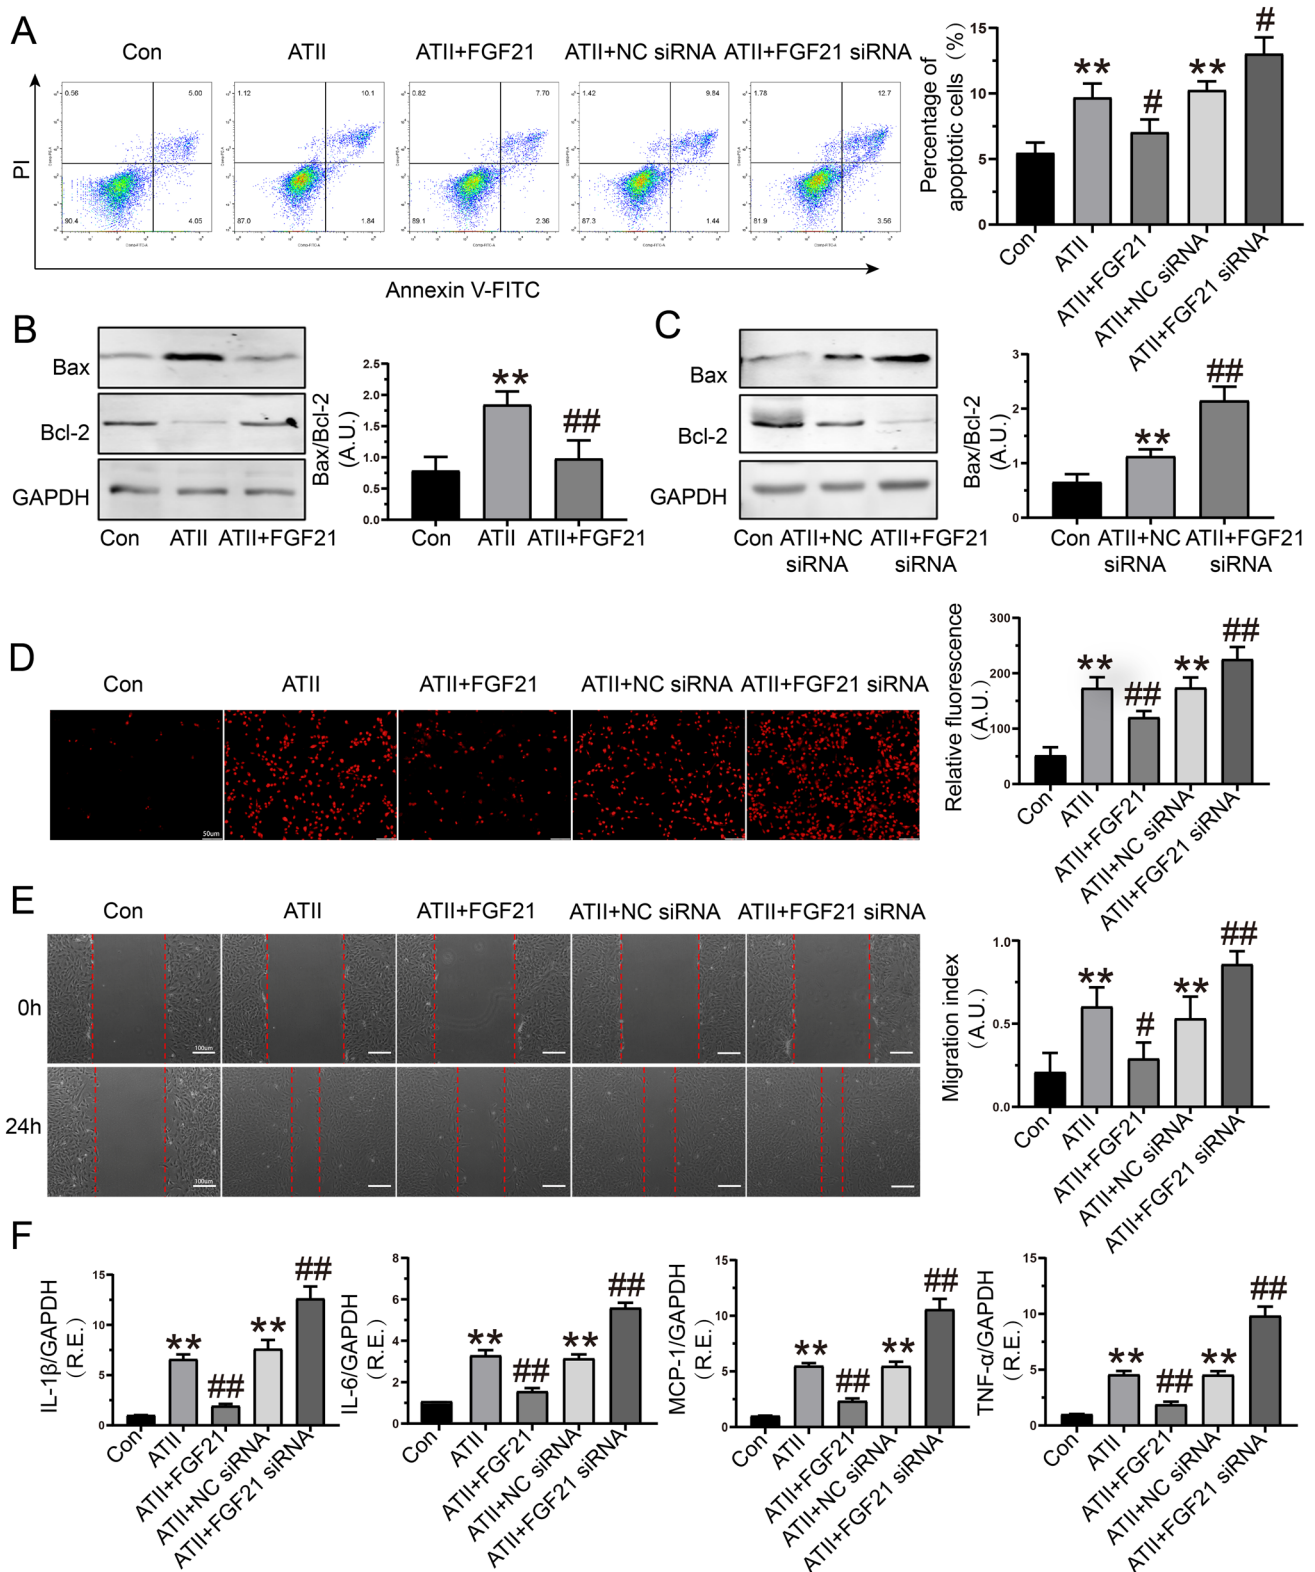 A
Con
ATII
ATII+FGF21
ATII+NC siRNA
ATII+FGF21 siRNA
PI
0.56
5.00
90.4
4.05
1.12
10.1
87.0
1.84
0.82
7.70
89.1
2.36
1.42
9.84
87.3
1.44
1.78
12.7
81.9
3.56
Annexin V-FITC
Percentage of
apoptotic cells (%)
15
10
5
0
**
#
**
#
Con
ATII
ATII+FGF21
ATII+NC siRNA
ATII+FGF21 siRNA
B
Bax
Bcl-2
GAPDH
Con ATII ATII+FGF21
Bax/Bcl-2
(A.U.)
2.5
2.0
1.5
1.0
0.5
0.0
**
##
Con ATII ATII+FGF21
C
Bax
Bcl-2
GAPDH
Con ATII+NC ATII+FGF21
siRNA siRNA
Bax/Bcl-2
(A.U.)
3
2
1
0
**
##
Con ATII+NC ATII+FGF21
siRNA siRNA
D
Con
ATII
ATII+FGF21
ATII+NC siRNA
ATII+FGF21 siRNA
50um
Relative fluorescence
(A.U.)
300
200
100
0
**
##
**
##
Con
ATII
ATII+FGF21
ATII+NC siRNA
ATII+FGF21 siRNA
E
Con
ATII
ATII+FGF21
ATII+NC siRNA
ATII+FGF21 siRNA
0h
100um
24h
100um
Migration index
(A.U.)
1.0
0.5
0.0
**
#
**
##
Con
ATII
ATII+FGF21
ATII+NC siRNA
ATII+FGF21 siRNA
F
IL-1β/GAPDH
(R.E.)
15
10
5
0
**
##
**
##
Con
ATII
ATII+FGF21
ATII+NC siRNA
ATII+FGF21 siRNA
IL-6/GAPDH
(R.E.)
8
6
4
2
0
**
##
**
##
Con
ATII
ATII+FGF21
ATII+NC siRNA
ATII+FGF21 siRNA
MCP-1/GAPDH
(R.E.)
15
10
5
0
**
##
**
##
Con
ATII
ATII+FGF21
ATII+NC siRNA
ATII+FGF21 siRNA
TNF-α/GAPDH
(R.E.)
15
10
5
0
**
##
**
##
Con
ATII
ATII+FGF21
ATII+NC siRNA
ATII+FGF21 siRNA